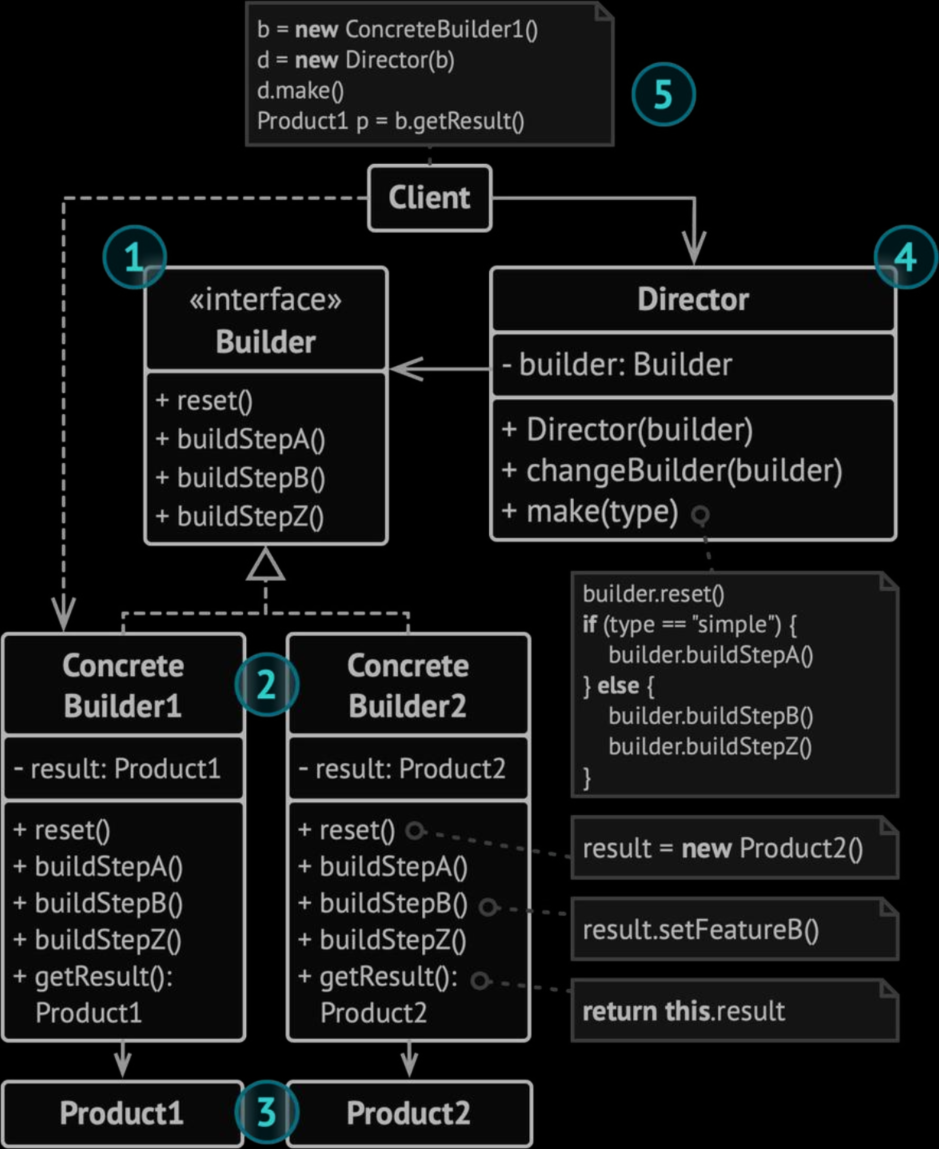 b = new ConcreteBuilder1()
d = new Director(b)
d.make()
Product1 p = b.getResult()
5
Client
1
«interface»
Builder
+ reset()
+ buildStepA()
+ buildStepB()
+ buildStepZ()
4
Director
- builder: Builder
+ Director(builder)
+ changeBuilder(builder)
+ make(type)
builder.reset()
if (type == "simple") {
builder.buildStepA()
} else {
builder.buildStepB()
builder.buildStepZ()
}
Concrete
Builder1
- result: Product1
+ reset()
+ buildStepA()
+ buildStepB()
+ buildStepZ()
+ getResult():
Product1
2
Concrete
Builder2
- result: Product2
+ reset()
+ buildStepA()
+ buildStepB()
+ buildStepZ()
+ getResult():
Product2
result = new Product2()
result.setFeatureB()
return this.result
Product1
3
Product2